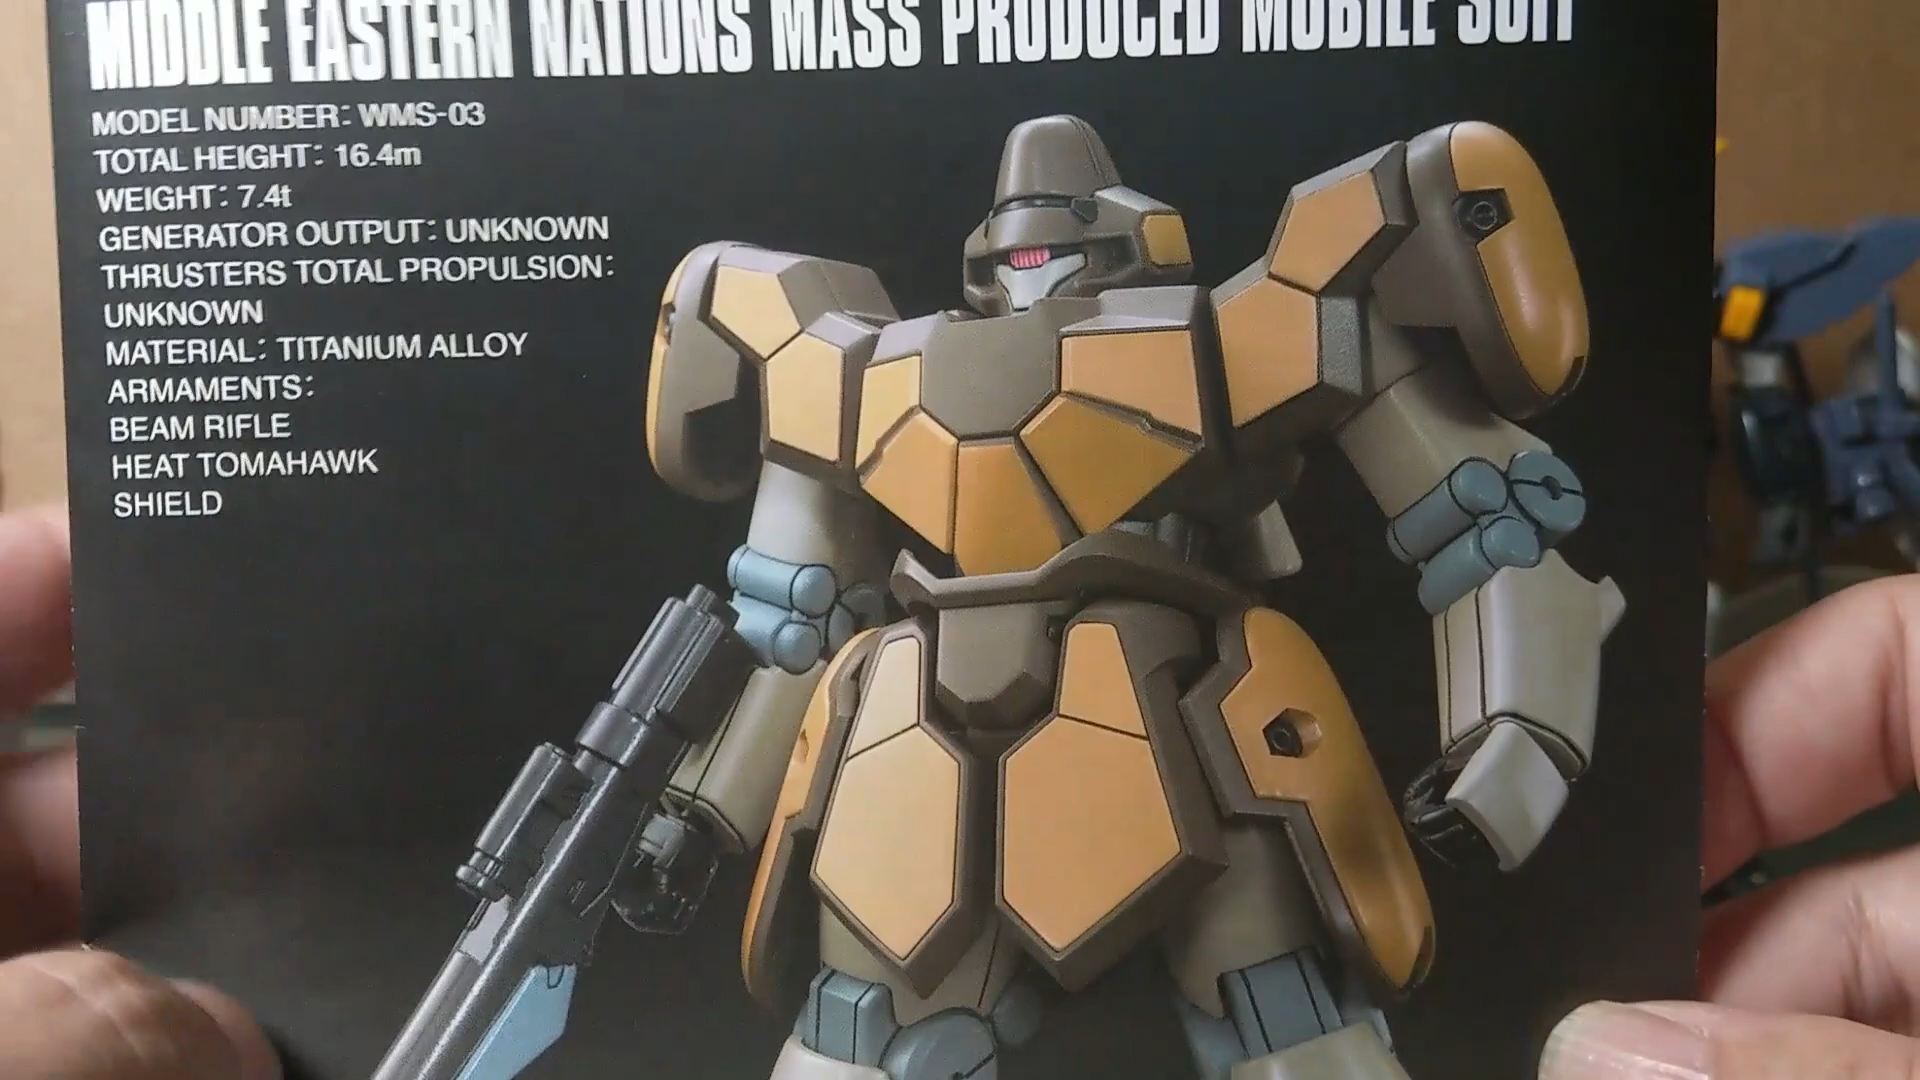 MIDDLE EASTERN NATIONS MASS PRODUCED MOBILE SUIT
MODEL NUMBER: WMS-03
TOTAL HEIGHT: 16.4m
WEIGHT: 7.4t
GENERATOR OUTPUT: UNKNOWN
THRUSTERS TOTAL PROPULSION:
UNKNOWN
MATERIAL: TITANIUM ALLOY
ARMAMENTS:
BEAM RIFLE
HEAT TOMAHAWK
SHIELD